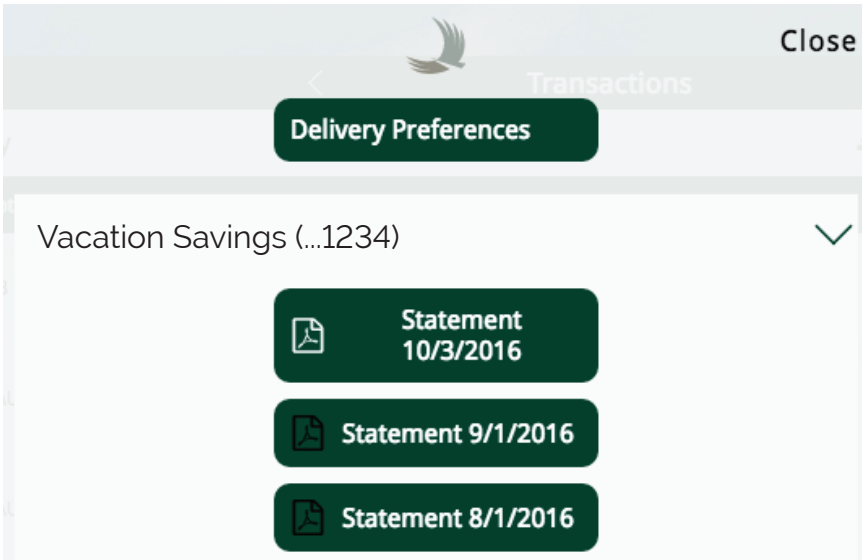 Close
Transactions
Delivery Preferences
Vacation Savings (...1234)
Statement
10/3/2016
Statement 9/1/2016
Statement 8/1/2016